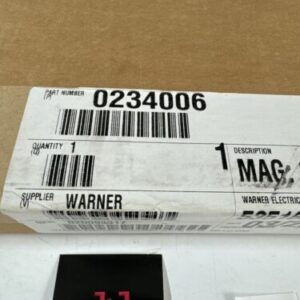 PART NUMBER
(P)
0234006
QUANTITY 1
(Q)
1
DESCRIPTION
MAG.
SUPPLIER
(V)
WARNER
WARNER ELECTRIC